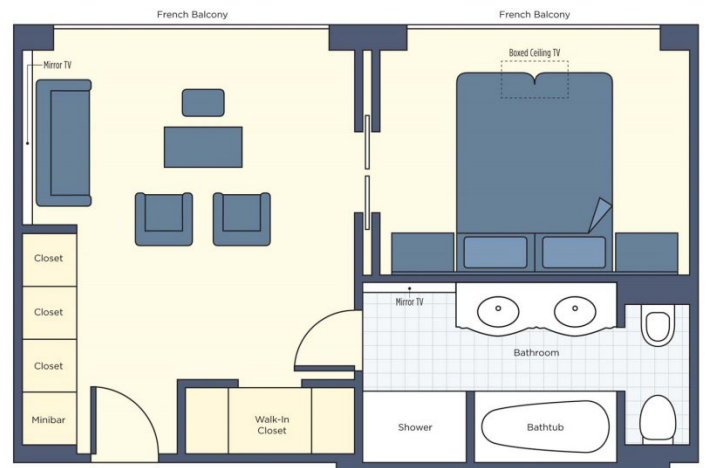 French Balcony
French Balcony
Mirror TV
Boxed Ceiling TV
Closet
Closet
Closet
Minibar
Walk-In
Closet
Mirror TV
Bathroom
Shower
Bathtub